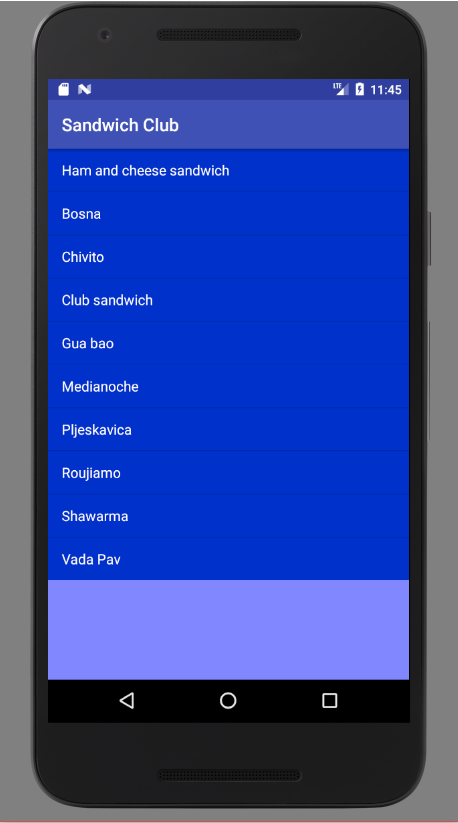 LTE 11:45
Sandwich Club
Ham and cheese sandwich
Bosna
Chivito
Club sandwich
Gua bao
Medianoche
Pljeskavica
Roujiamo
Shawarma
Vada Pav